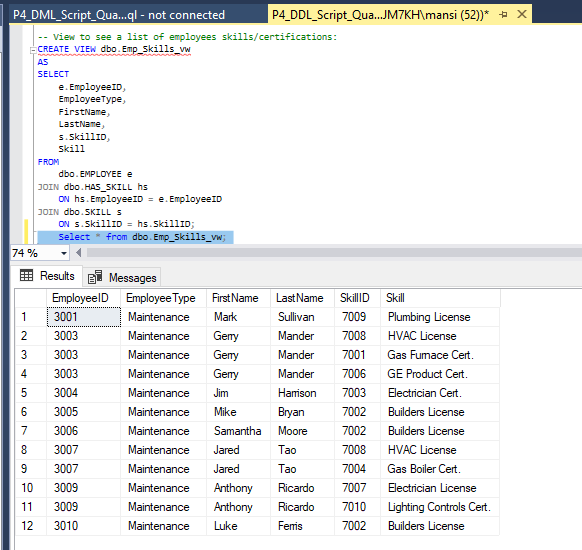 P4_DML_Script_Qua...ql - not connected
P4_DDL_Script_Qua...JM7KH\mansi (52))*
-- View to see a list of employees skills/certifications:
CREATE VIEW dbo.Emp_Skills_vw
AS
SELECT
e.EmployeeID,
EmployeeType,
FirstName,
LastName,
s.SkillID,
Skill
FROM
dbo.EMPLOYEE e
JOIN dbo.HAS_SKILL hs
ON hs.EmployeeID = e.EmployeeID
JOIN dbo.SKILL s
ON s.SkillID = hs.SkillID;
Select * from dbo.Emp_Skills_vw;
74 %
Results Messages
EmployeeID EmployeeType FirstName LastName SkillID Skill
1 3001 Maintenance Mark Sullivan 7009 Plumbing License
2 3003 Maintenance Gerry Mander 7008 HVAC License
3 3003 Maintenance Gerry Mander 7001 Gas Furnace Cert.
4 3003 Maintenance Gerry Mander 7006 GE Product Cert.
5 3004 Maintenance Jim Harrison 7003 Electrician Cert.
6 3005 Maintenance Mike Bryan 7002 Builders License
7 3006 Maintenance Samantha Moore 7002 Builders License
8 3007 Maintenance Jared Tao 7008 HVAC License
9 3007 Maintenance Jared Tao 7004 Gas Boiler Cert.
10 3009 Maintenance Anthony Ricardo 7007 Electrician License
11 3009 Maintenance Anthony Ricardo 7010 Lighting Controls Cert.
12 3010 Maintenance Luke Ferris 7002 Builders License